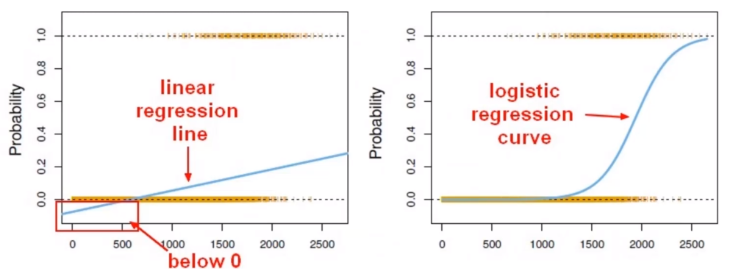 Probability
0.0
0.2
0.4
0.6
0.8
1.0
0
500
1000
1500
2000
2500
linear
regression
line
below 0
Probability
0.0
0.2
0.4
0.6
0.8
1.0
0
500
1000
1500
2000
2500
logistic
regression
curve